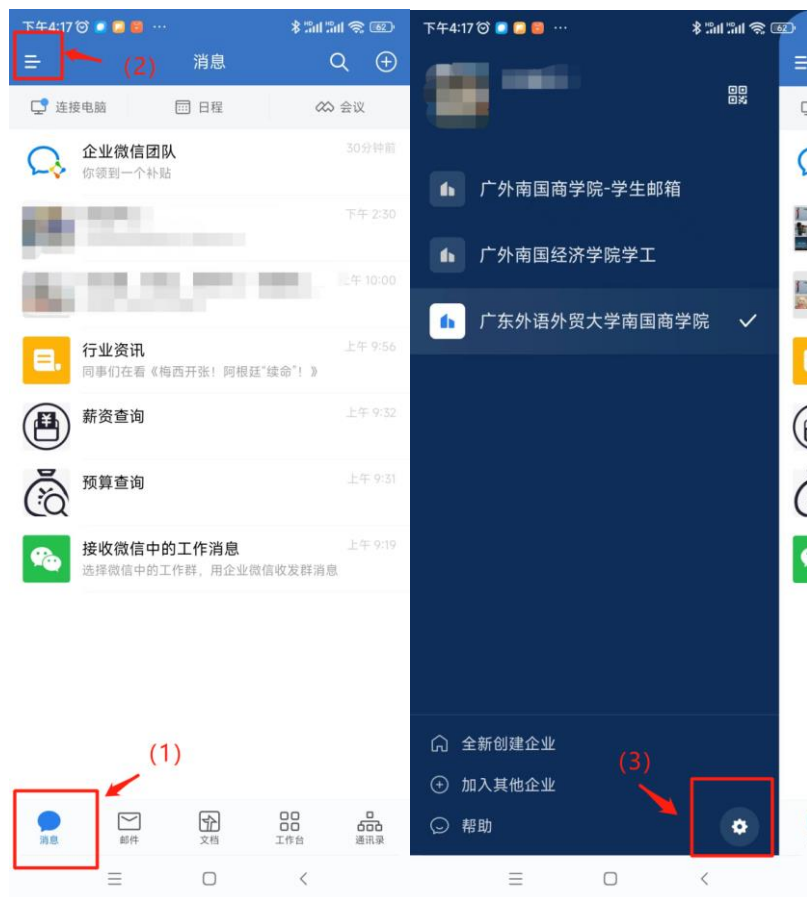 下午4:17
62
(2)
消息
连接电脑
日程
会议
企业微信团队
30分钟前
你领到一个补贴
下午 2:30
上午 10:00
行业资讯
上午 9:56
同事们在看《梅西开张！阿根廷“续命”！》
薪资查询
上午 9:32
预算查询
上午 9:31
接收微信中的工作消息
上午 9:19
选择微信中的工作群，用企业微信收发群消息
(1)
消息
邮件
文档
工作台
通讯录
下午4:17
62
广外南国商学院-学生邮箱
广外南国经济学院学工
广东外语外贸大学南国商学院
全新创建企业
(3)
加入其他企业
帮助